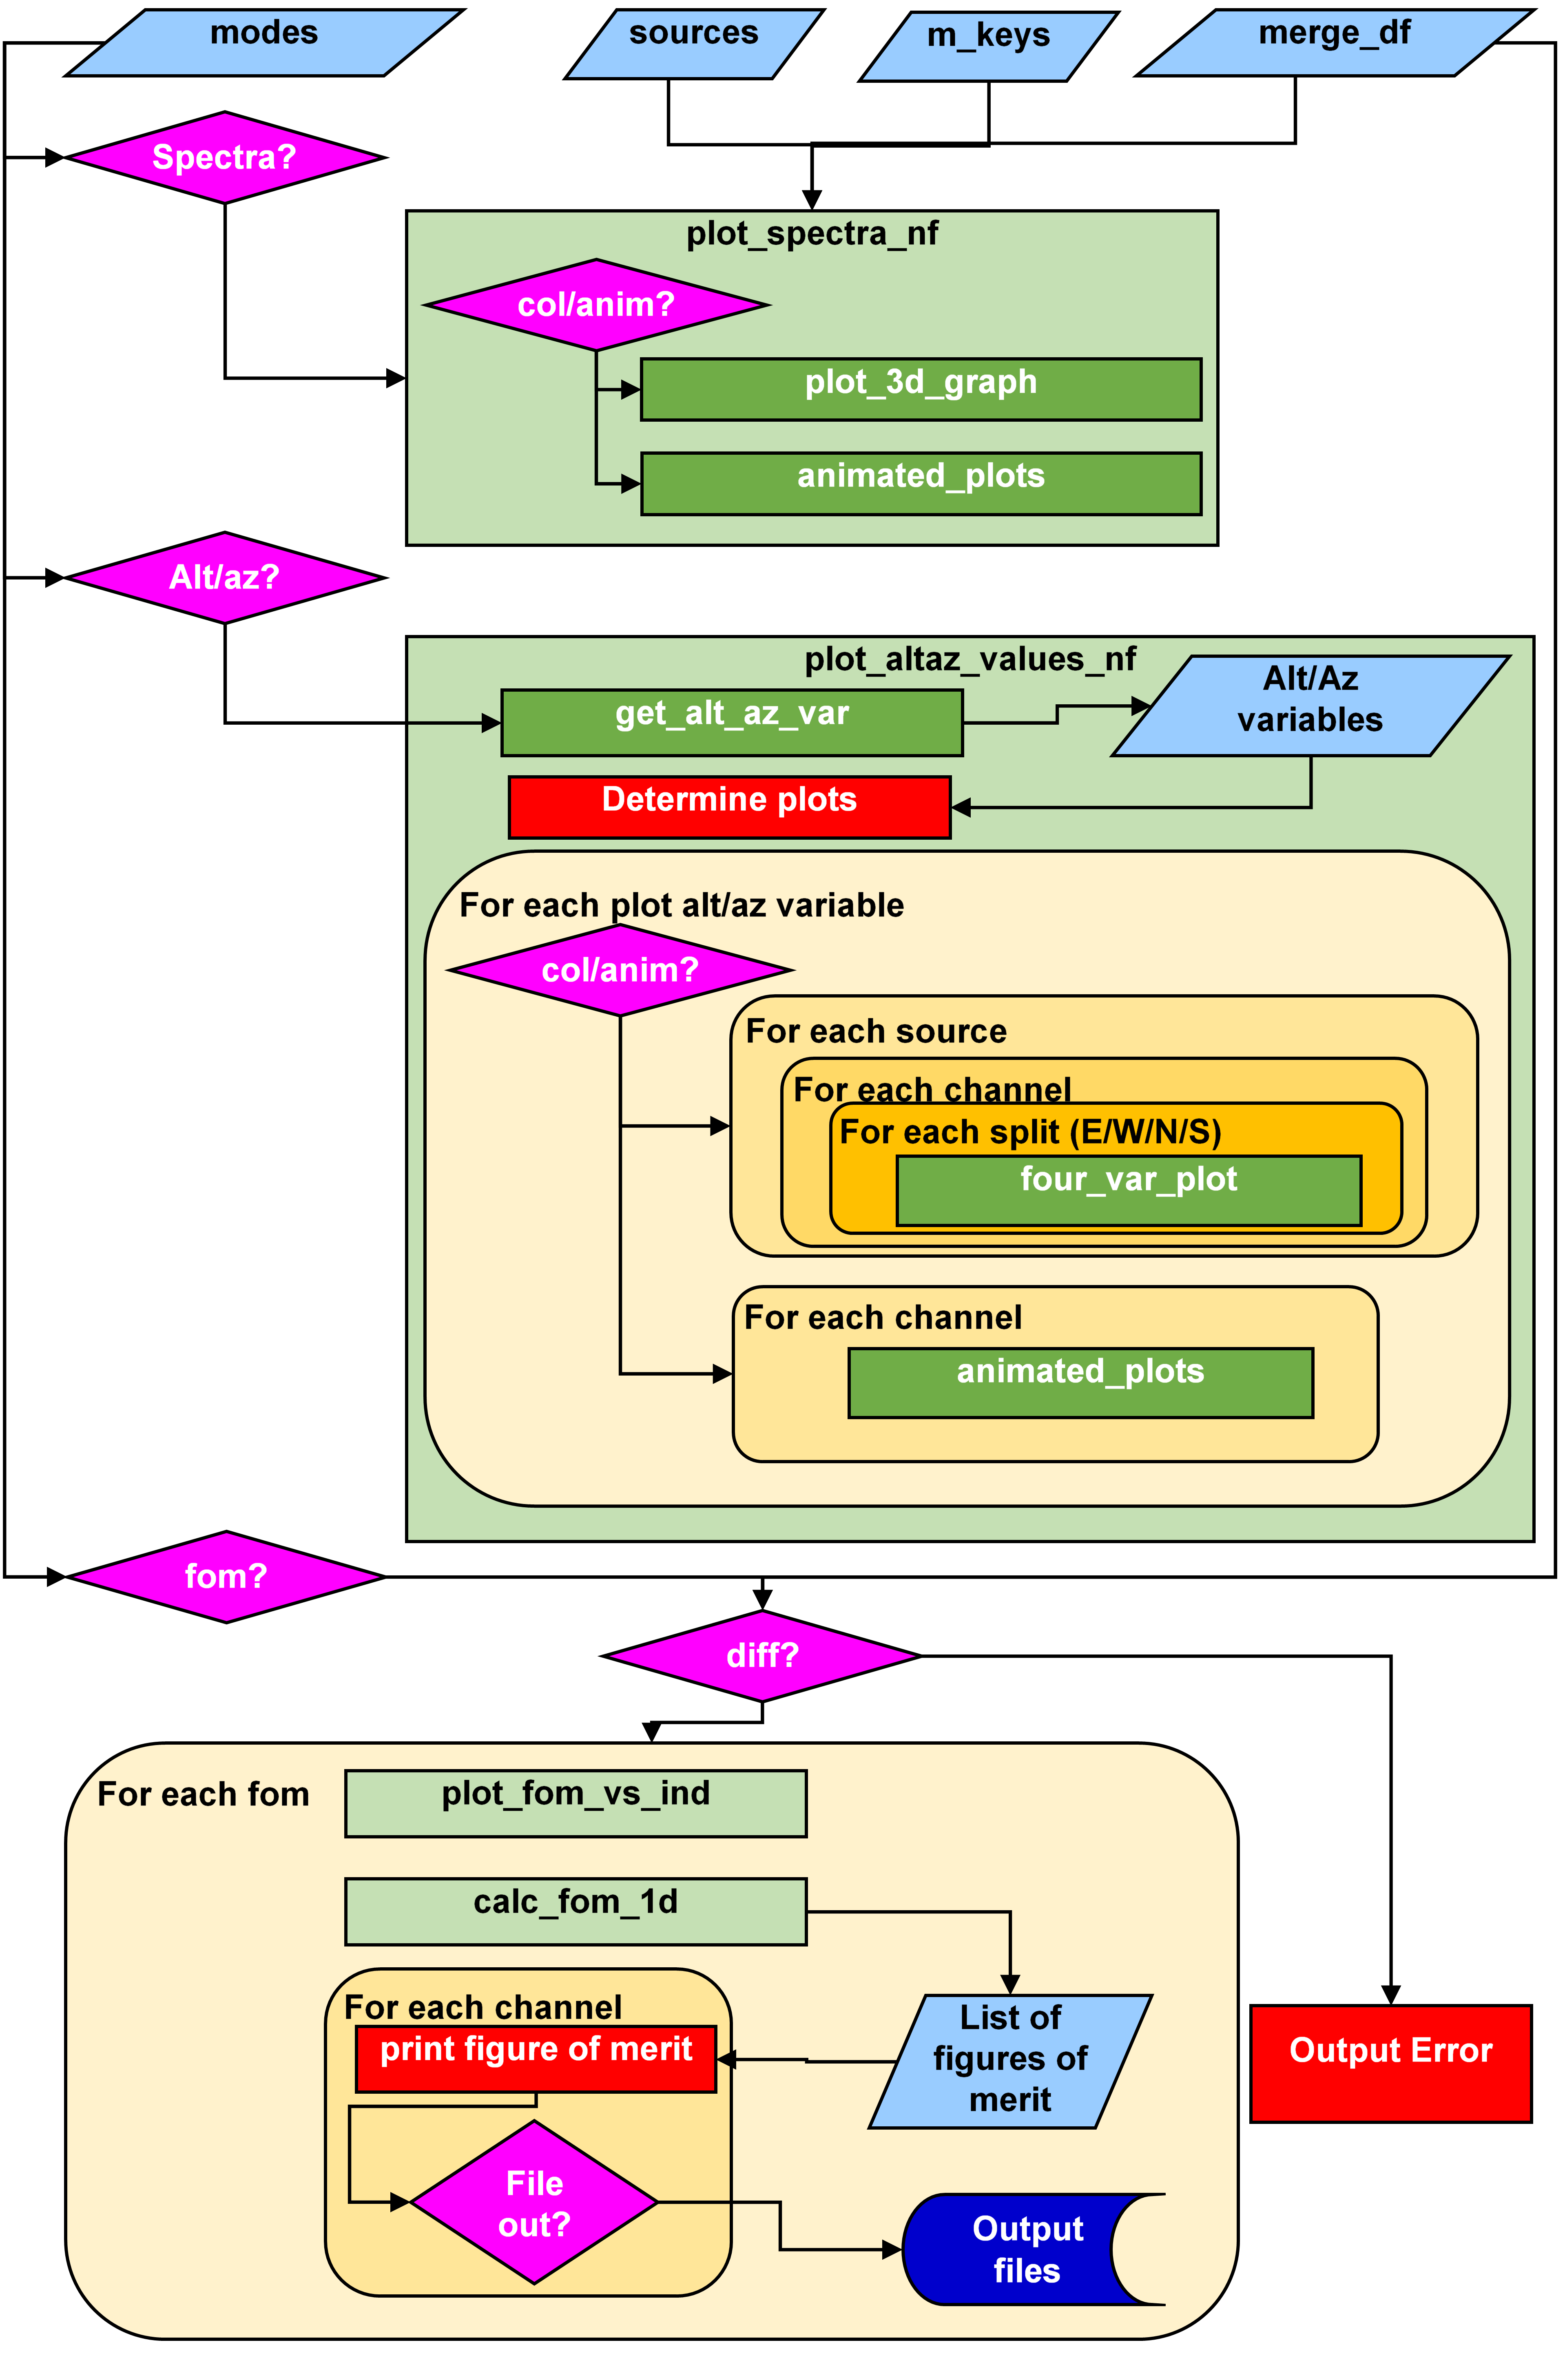 modes
sources
m_keys
merge_df
Spectra?
plot_spectra_nf
col/anim?
plot_3d_graph
animated_plots
Alt/az?
plot_altaz_values_nf
get_alt_az_var
Alt/Az
variables
Determine plots
For each plot alt/az variable
col/anim?
For each source
For each channel
For each split (E/W/N/S)
four_var_plot
For each channel
animated_plots
fom?
diff?
For each fom
plot_fom_vs_ind
calc_fom_1d
For each channel
print figure of merit
List of
figures of
merit
Output Error
File
out?
Output
files